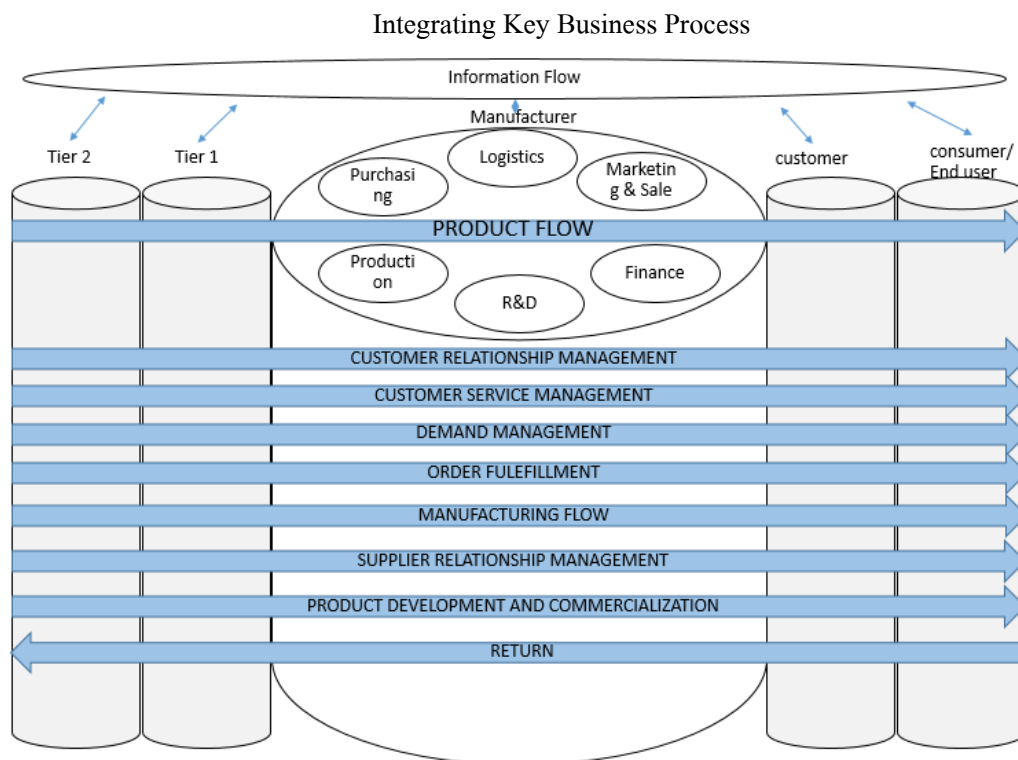 Integrating Key Business Process
Information Flow
Manufacturer
Tier 2
Tier 1
customer
consumer/
End user
Logistics
Purchasi
ng
Marketin
g & Sale
PRODUCT FLOW
Producti
on
R&D
Finance
CUSTOMER RELATIONSHIP MANAGEMENT
CUSTOMER SERVICE MANAGEMENT
DEMAND MANAGEMENT
ORDER FULEFILLMENT
MANUFACTURING FLOW
SUPPLIER RELATIONSHIP MANAGEMENT
PRODUCT DEVELOPMENT AND COMMERCIALIZATION
RETURN